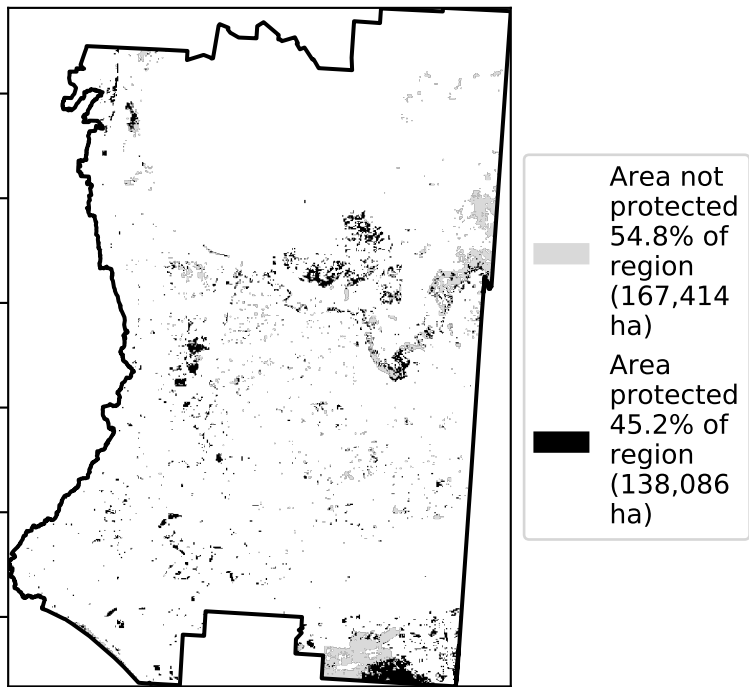 Area not
protected
54.8% of
region
(167,414
ha)
Area
protected
45.2% of
region
(138,086
ha)